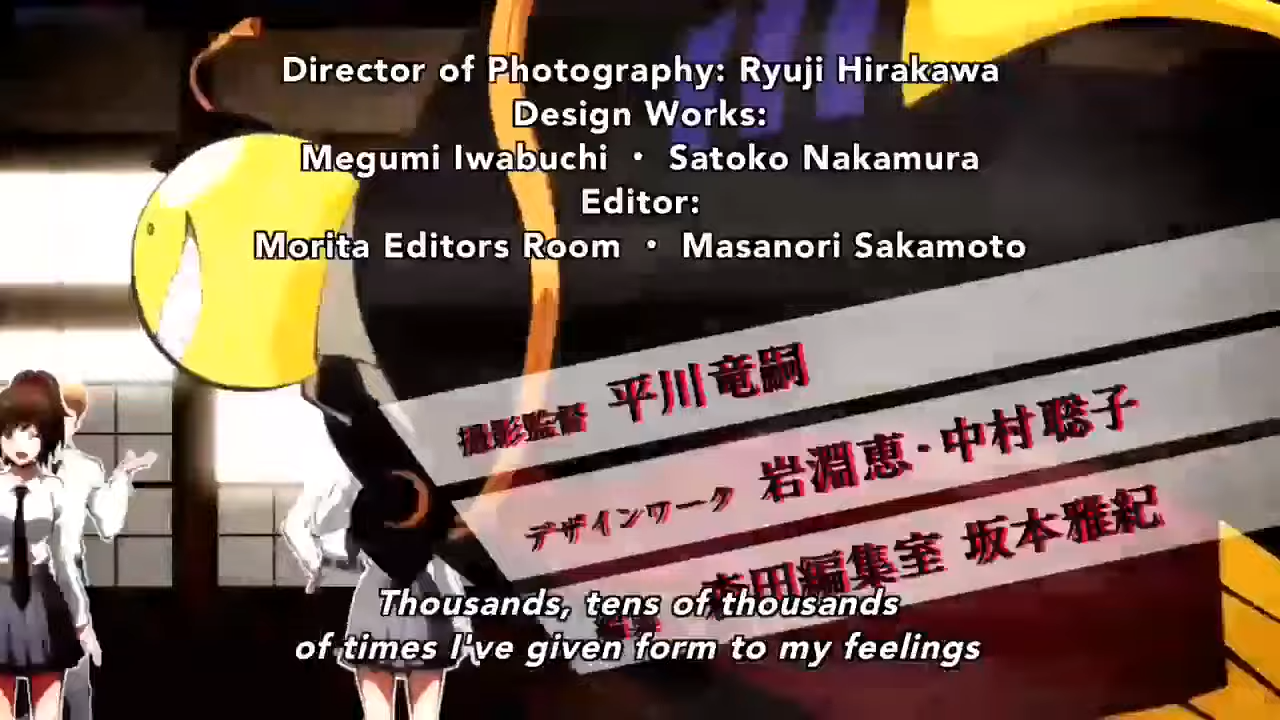 Director of Photography: Ryuji Hirakawa
Design Works:
Megumi Iwabuchi • Satoko Nakamura
Editor:
Morita Editors Room • Masanori Sakamoto
撮影監督 平川竜嗣
デザインワーク 岩淵恵・中村聡子
森田編集室 坂本雅紀
Thousands, tens of thousands
of times I've given form to my feelings